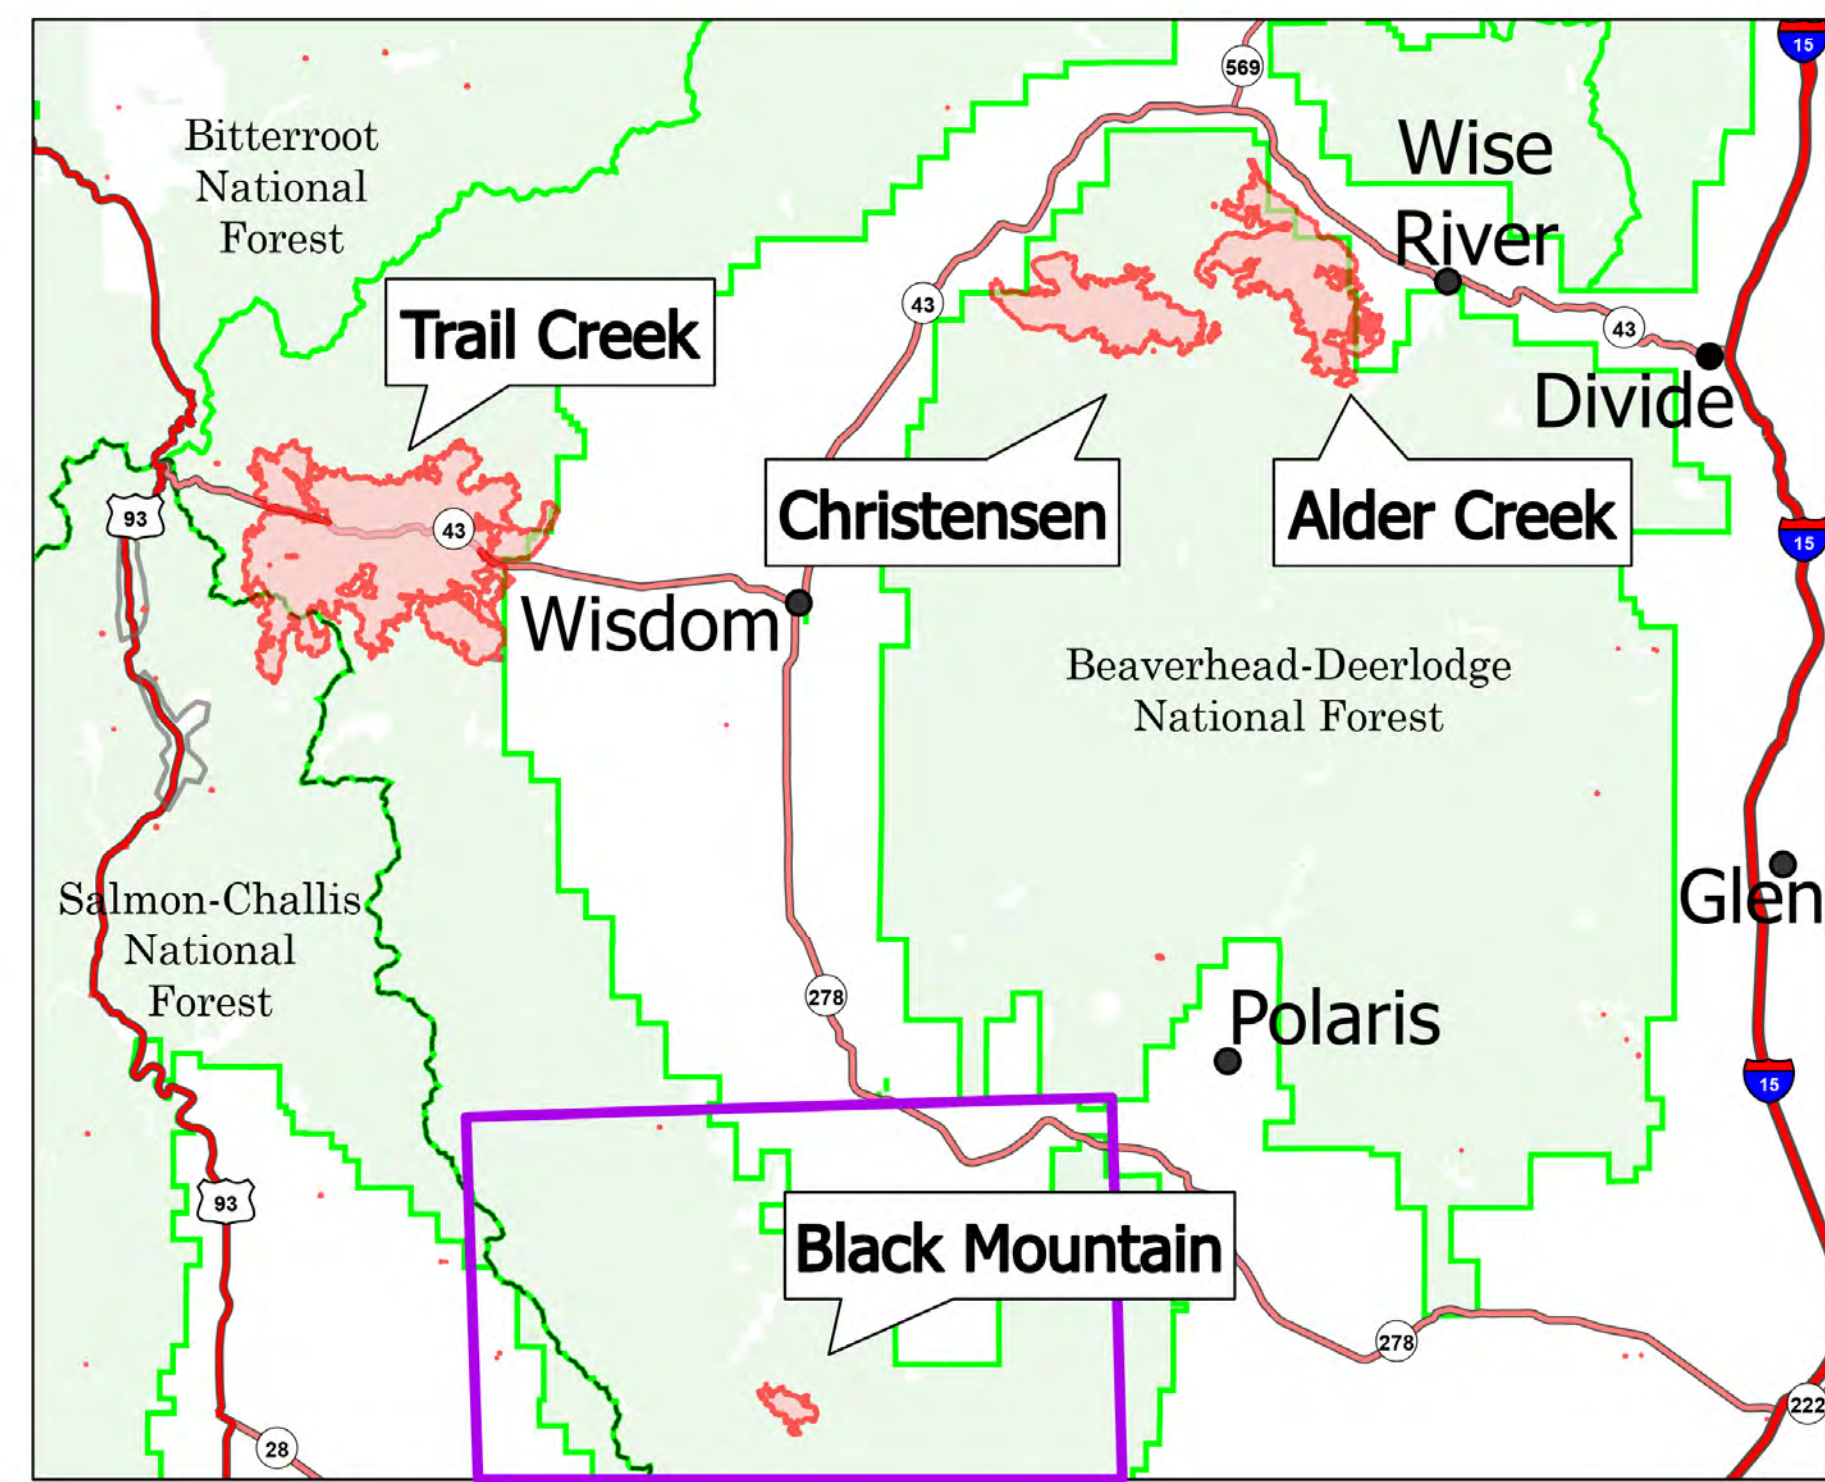 15
569
Bitterroot
National
Forest
Wise
River
Trail Creek
43
43
Divide
93
43
Christensen
Alder Creek
15
Wisdom
Beaverhead-Deerlodge
National Forest
Glen
Salmon-Challis
National
Forest
278
Polaris
15
93
Black Mountain
278
222
28